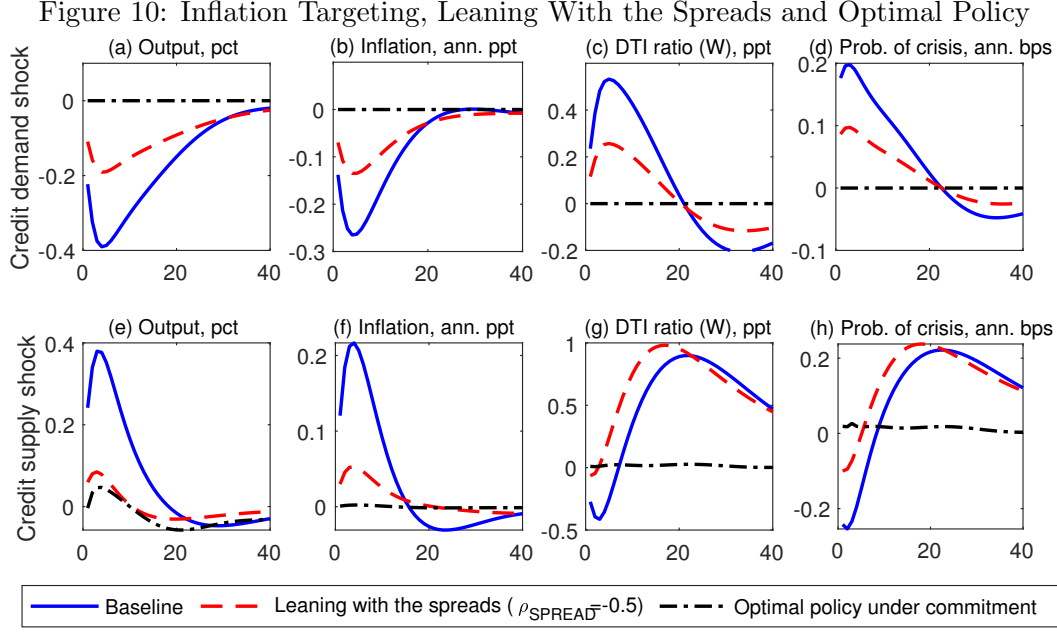 Figure 10: Inflation Targeting, Leaning With the Spreads and Optimal Policy
(a) Output, pct
(b) Inflation, ann. ppt
(c) DTI ratio (W), ppt
(d) Prob. of crisis, ann. bps
Credit demand shock
0
-0.2
-0.4
0 20 40
0
-0.1
-0.2
-0.3
0 20 40
0.4
0.2
0
-0.2
0 20 40
0.2
0.1
0
-0.1
0 20 40
(e) Output, pct
(f) Inflation, ann. ppt
(g) DTI ratio (W), ppt
(h) Prob. of crisis, ann. bps
Credit supply shock
0.4
0.2
0
0 20 40
0.2
0.1
0
0 20 40
1
0.5
0
-0.5
0 20 40
0.2
0
-0.2
0 20 40
Baseline
Leaning with the spreads ( ρSPREAD=-0.5)
Optimal policy under commitment